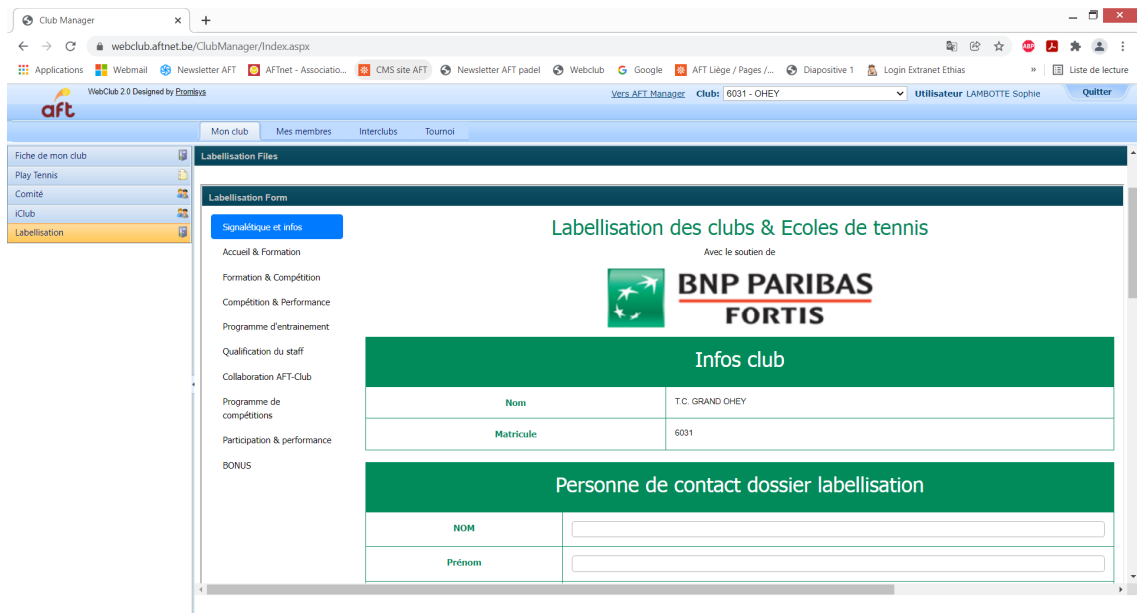 Club Manager
webclub.aftnet.be/ClubManager/Index.aspx
Applications Webmail Newsletter AFT AFTnet - Associatio... CMS site AFT Newsletter AFT padel Webclub Google AFT Liège / Pages /... Diapositive 1 Login Extranet Ethias » Liste de lecture
aft WebClub 2.0 Designed by Promisys Vers AFT Manager Club: 6031 - OHEY Utilisateur LAMBOTTE Sophie Quitter
Mon club Mes membres Interclubs Tournoi
Fiche de mon club
Play Tennis
Comité
iClub
Labellisation
Labellisation Files
Labellisation Form
Signalétique et infos
Accueil & Formation
Formation & Compétition
Compétition & Performance
Programme d'entrainement
Qualification du staff
Collaboration AFT-Club
Programme de
compétitions
Participation & performance
BONUS
Labellisation des clubs & Ecoles de tennis
Avec le soutien de
BNP PARIBAS
FORTIS
Infos club
Nom T.C. GRAND OHEY
Matricule 6031
Personne de contact dossier labellisation
NOM
Prénom